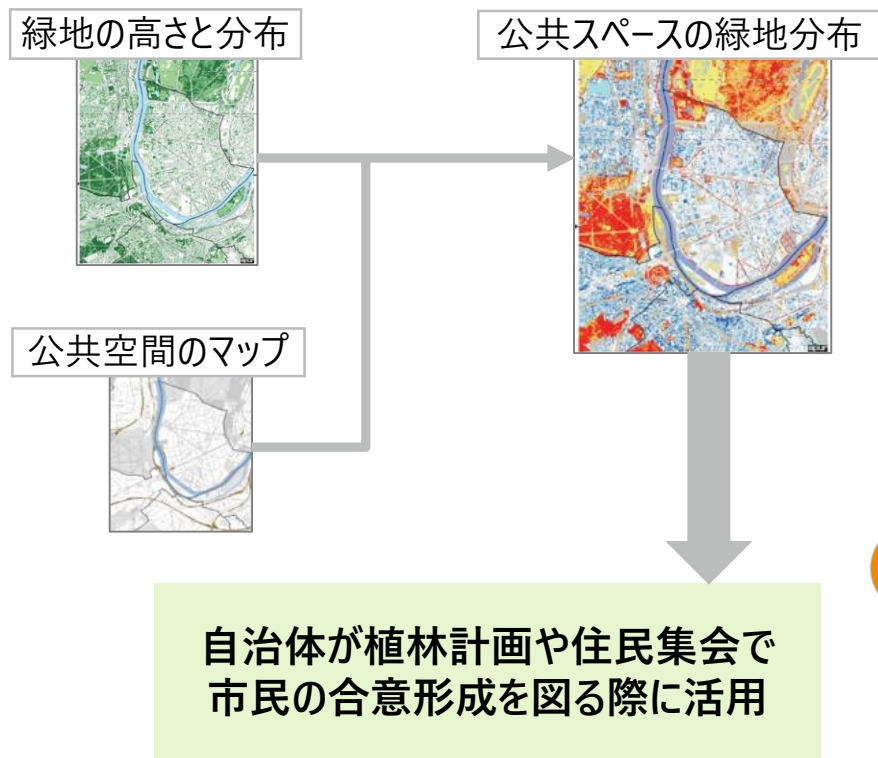 緑地の高さと分布
公共スペースの緑地分布
公共空間のマップ
自治体が植林計画や住民集会で
市民の合意形成を図る際に活用